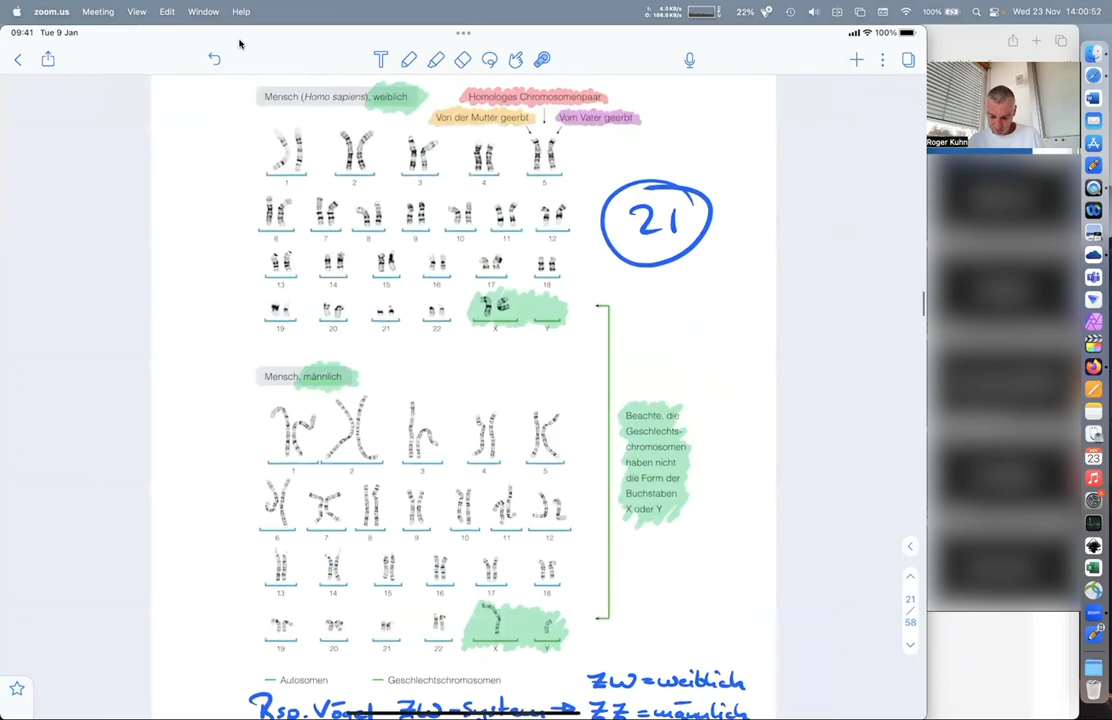 zoom.us Meeting View Edit Window Help
22% 100% Wed 23 Nov 14:00:52
09:41 Tue 9 Jan
100%
Roger Kuhn
Mensch (Homo sapiens), weiblich
Homologes Chromosomenpaar
Von der Mutter geerbt
Vom Vater geerbt
1 2 3 4 5
21
6 7 8 9 10 11 12
13 14 15 16 17 18
19 20 21 22 X Y
Mensch, männlich
Beachte, die
Geschlechts-
chromosomen
haben nicht
die Form der
Buchstaben
X oder Y
1 2 3 4 5
6 7 8 9 10 11 12
13 14 15 16 17 18
19 20 21 22 X Y
21
/
58
Autosomen
Geschlechtschromosomen
ZW = weiblich
Bsp. Vögel ZW-System → ZZ = männlich